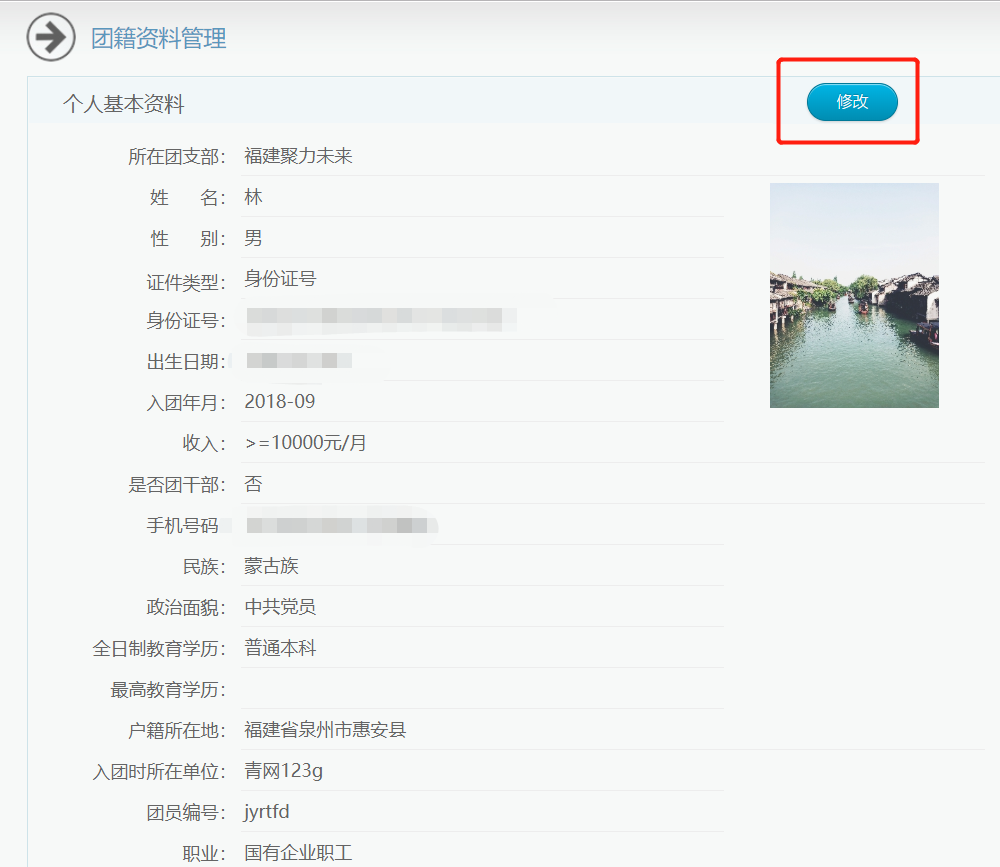 团籍资料管理
个人基本资料 修改
所在团支部： 福建聚力未来
姓 名： 林
性 别： 男
证件类型： 身份证号
身份证号：
出生日期：
入团年月： 2018-09
收入： >=10000元/月
是否团干部： 否
手机号码
民族： 蒙古族
政治面貌： 中共党员
全日制教育学历： 普通本科
最高教育学历：
户籍所在地： 福建省泉州市惠安县
入团时所在单位： 青网123g
团员编号： jyrtfd
职业： 国有企业职工